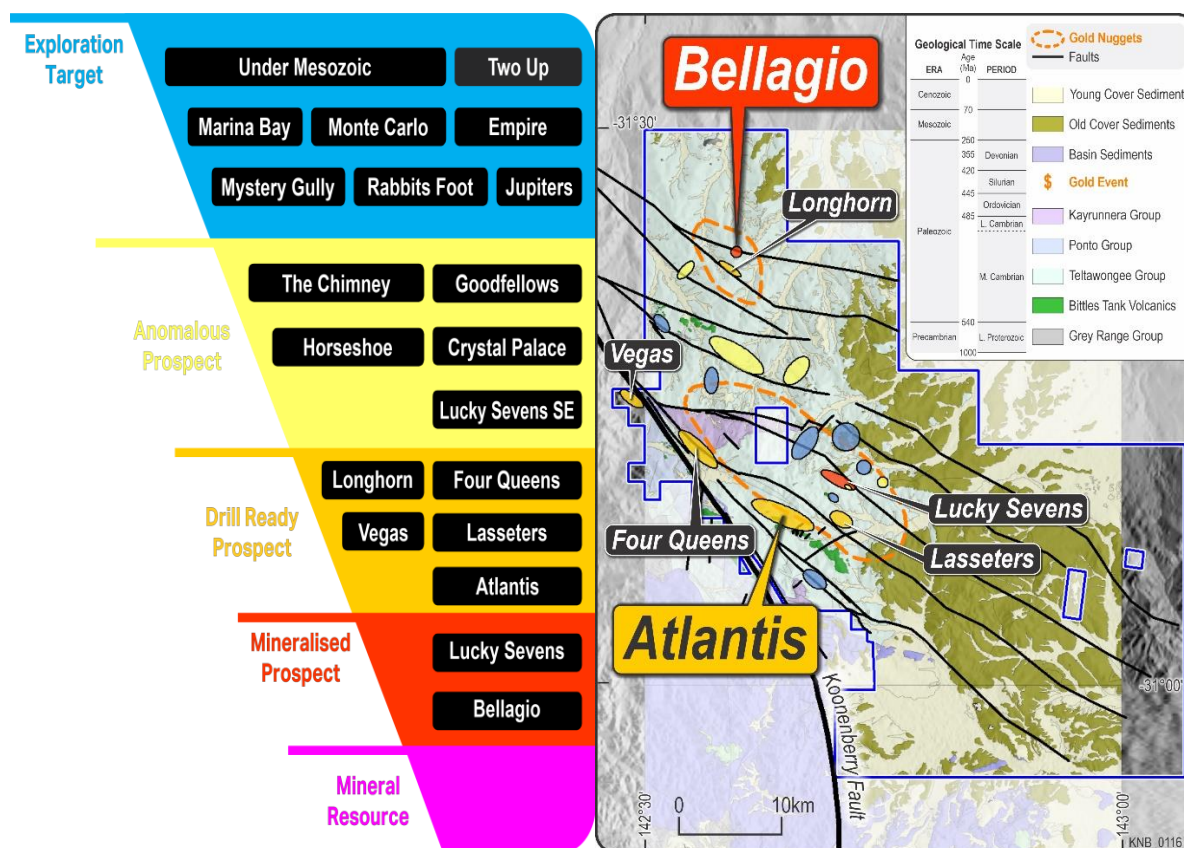 Exploration
Target
Under Mesozoic
Two Up
Marina Bay
Monte Carlo
Empire
Mystery Gully
Rabbits Foot
Jupiters
Anomalous
Prospect
The Chimney
Goodfellows
Horseshoe
Crystal Palace
Lucky Sevens SE
Drill Ready
Prospect
Longhorn
Four Queens
Vegas
Lasseters
Atlantis
Mineralised
Prospect
Lucky Sevens
Bellagio
Mineral
Resource
Bellagio
-31°30'
Longhorn
Vegas
Four Queens
Lucky Sevens
Lasseters
Atlantis
-31°00'
Koonenberry Fault
0 10km
142°30'
143°00'
KNB_0116
Geological Time Scale
ERA
Age
(Ma)
PERIOD
0
Cenozoic
70
Mesozoic
250
355
Devonian
420
Silurian
445
Ordovician
485
L. Cambrian
Paleozoic
M. Cambrian
540
Precambrian
L. Proterozoic
1000
Gold Nuggets
Faults
Young Cover Sediment
Old Cover Sediments
Basin Sediments
$ Gold Event
Kayrunnera Group
Ponto Group
Teltawongee Group
Bittles Tank Volcanics
Grey Range Group